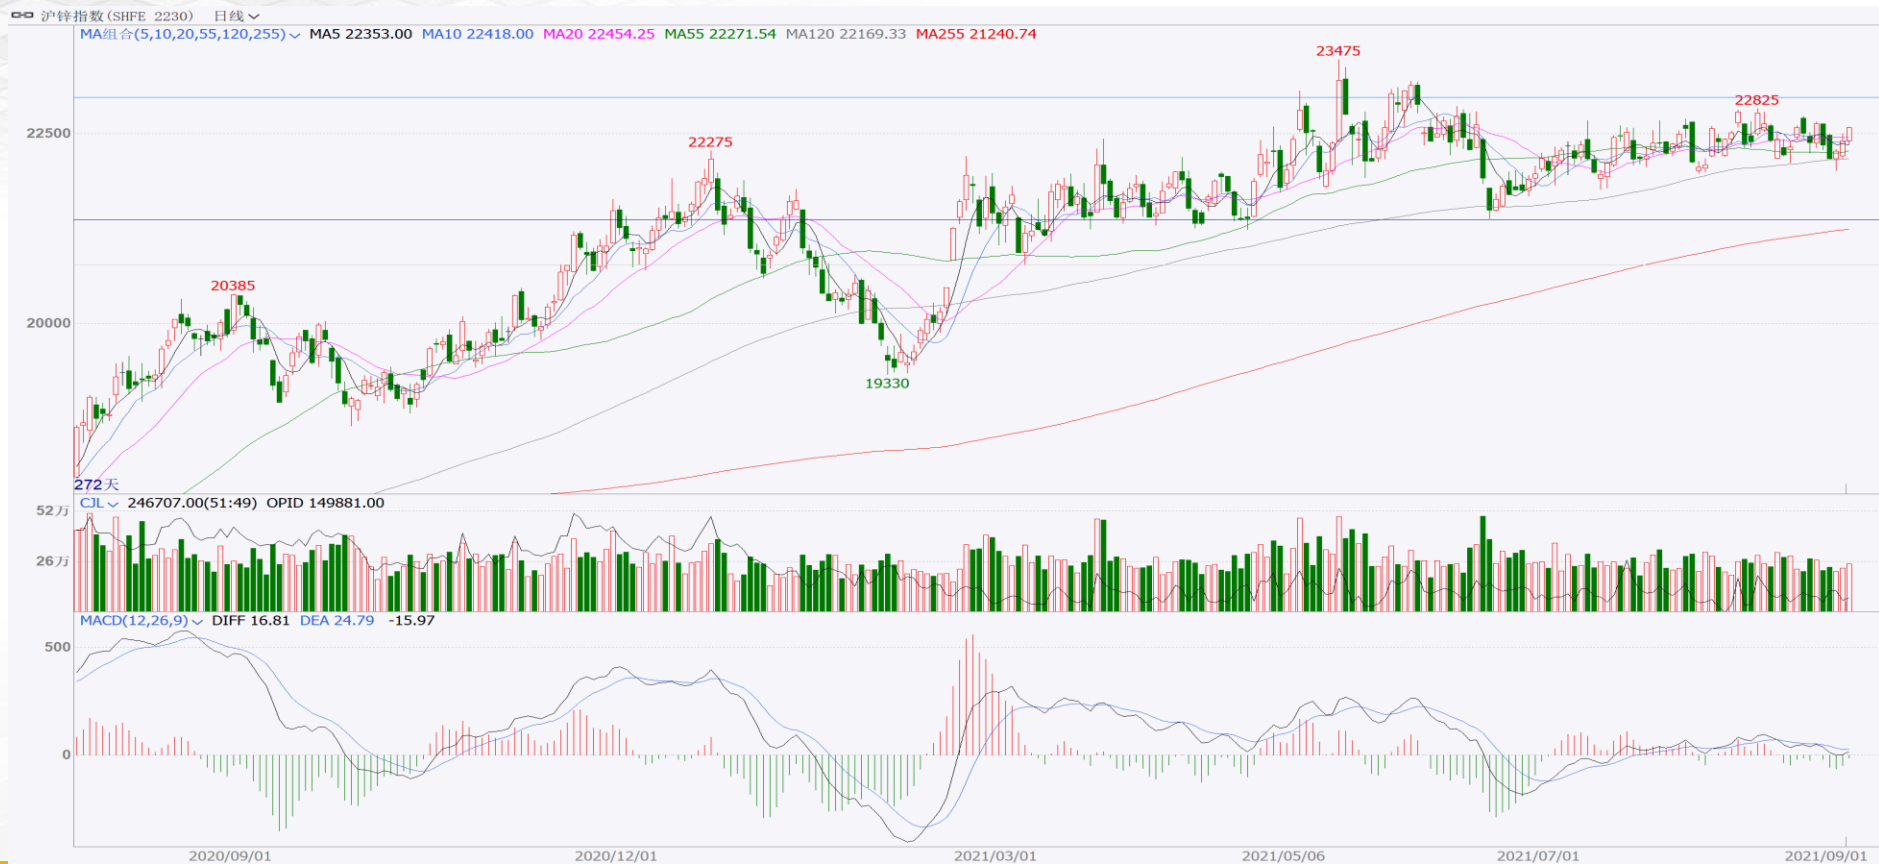 沪锌指数(SHFE 2230) 日线
MA组合(5,10,20,55,120,255) MA5 22353.00 MA10 22418.00 MA20 22454.25 MA55 22271.54 MA120 22169.33 MA255 21240.74
23475
22825
22500
22275
20385
20000
19330
272天
CJL 246707.00(51:49) OPID 149881.00
52万
26万
MACD(12,26,9) DIFF 16.81 DEA 24.79 -15.97
500
0
2020/09/01 2020/12/01 2021/03/01 2021/05/06 2021/07/01 2021/09/01